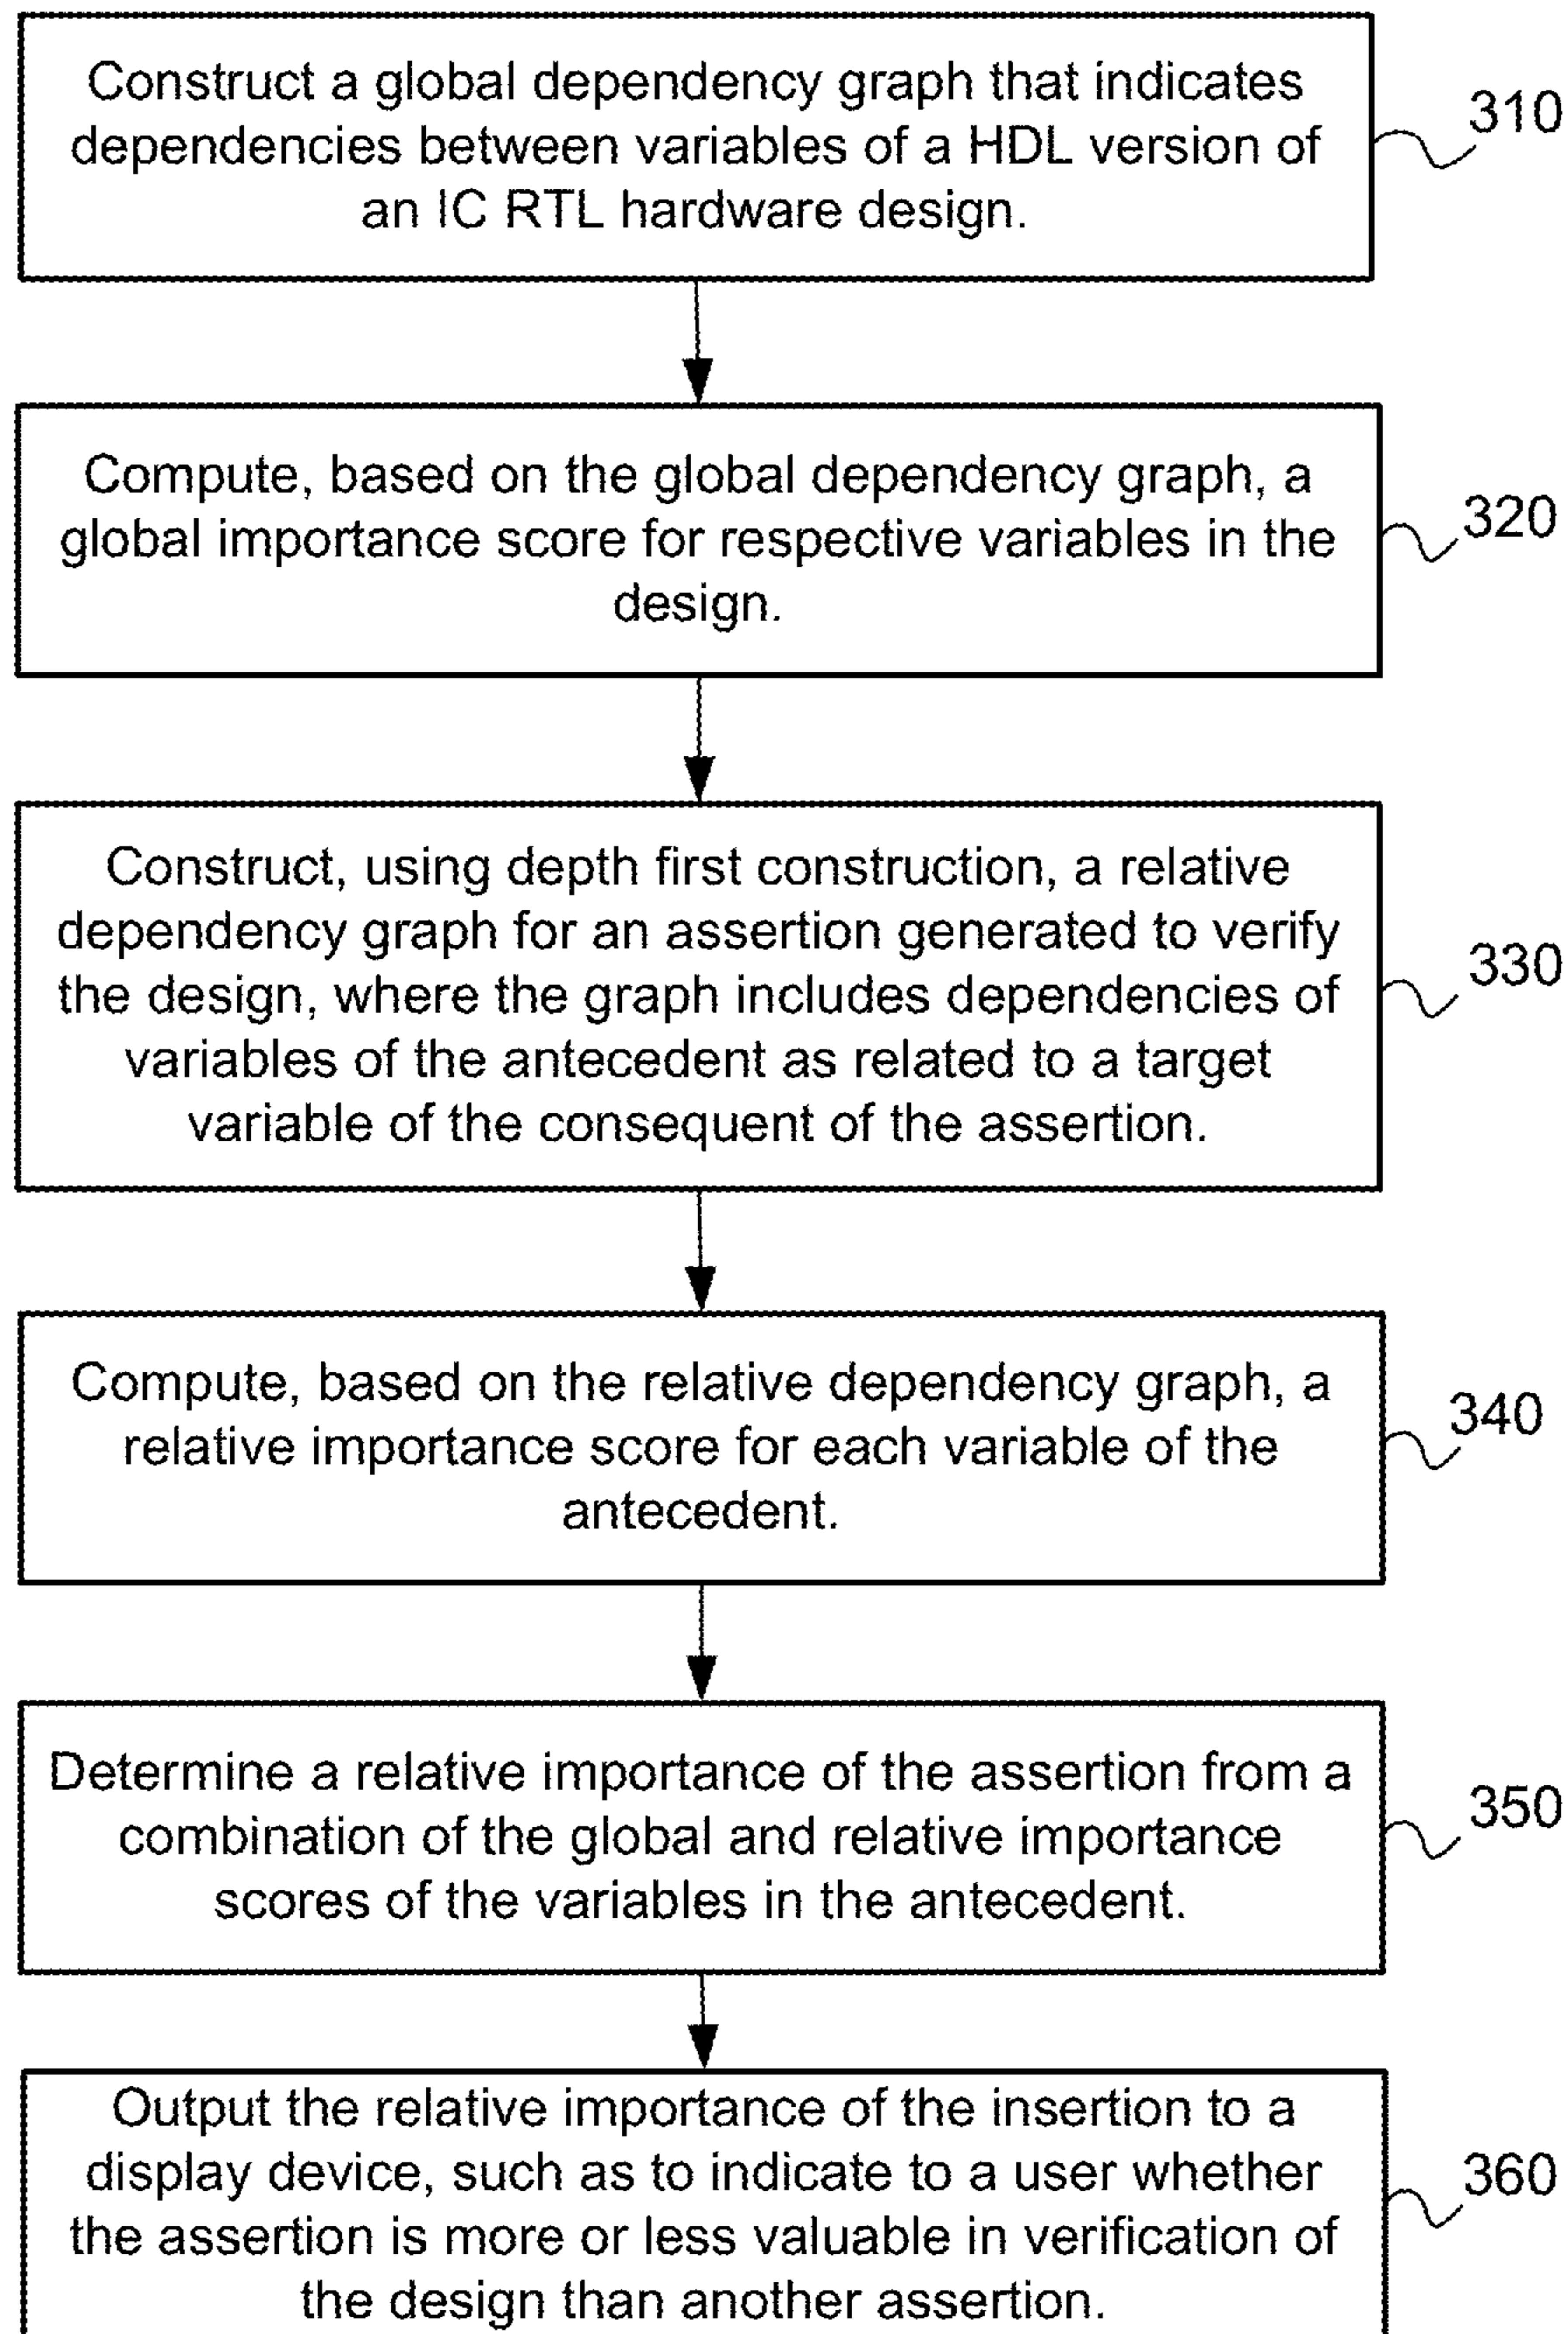 Construct a global dependency graph that indicates
dependencies between variables of a HDL version of
an IC RTL hardware design.
310
Compute, based on the global dependency graph, a
global importance score for respective variables in the
design.
320
Construct, using depth first construction, a relative
dependency graph for an assertion generated to verify
the design, where the graph includes dependencies of
variables of the antecedent as related to a target
variable of the consequent of the assertion.
330
Compute, based on the relative dependency graph, a
relative importance score for each variable of the
antecedent.
340
Determine a relative importance of the assertion from a
combination of the global and relative importance
scores of the variables in the antecedent.
350
Output the relative importance of the insertion to a
display device, such as to indicate to a user whether
the assertion is more or less valuable in verification of
the design than another assertion.
360